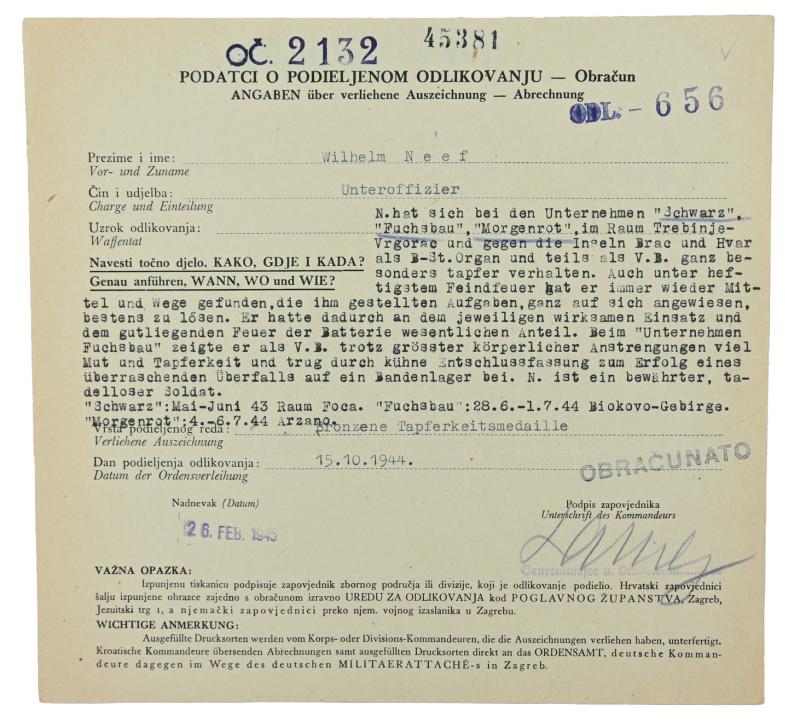 OČ. 2132 45381
PODATCI O PODIELJENOM ODLIKOVANJU — Obračun
ANGABEN über verliehene Auszeichnung — Abrechnung
ODL. - 656
Prezime i ime: Wilhelm Neef
Vor- und Zuname
Čin i udjelba: Unteroffizier
Charge und Einteilung
N.hat sich bei den Unternehmen "Schwarz",
Uzrok odlikovanja: "Fuchsbau","Morgenrot",im Raum Trebinje-
Waffentat Vrgorac und gegen die Inseln Brac und Hvar
Navesti točno djelo, KAKO, GDJE I KADA? als B-St.Organ und teils als V.B. ganz be-
sonders tapfer verhalten. Auch unter hef-
Genau anführen, WANN, WO und WIE? tigstem Feindfeuer hat er immer wieder Mit-
tel und Wege gefunden,die ihm gestellten Aufgaben,ganz auf sich angewiesen,
bestens zu lösen. Er hatte dadurch an dem jeweiligen wirksamen Einsatz und
dem gutliegenden Feuer der Batterie wesentlichen Anteil. Beim "Unternehmen
Fuchsbau" zeigte er als V.B. trotz grösster körperlicher Anstrengungen viel
Mut und Tapferkeit und trug durch kühne Entschlussfassung zum Erfolg eines
überraschenden Überfalls auf ein Bandenlager bei. N. ist ein bewährter, ta-
delloser Soldat.
"Schwarz":Mai-Juni 43 Raum Foca. "Fuchsbau":28.6.-1.7.44 Biokovo-Gebirge.
"Morgenrot":4.-6.7.44 Arzano.
Vrsta podieljenog reda: Bronzene Tapferkeitsmedaille
Verliehene Auszeichnung
Dan podieljenja odlikovanja: 15.10.1944.
Datum der Ordensverleihung
OBRAČUNATO
Nadnevak (Datum) Podpis zapovjednika
Unterschrift des Kommandeurs
26. FEB. 1945
Generalmajor u.
VAŽNA OPAZKA:
Izpunjenu tiskanicu podpisuje zapovjednik zbornog područja ili divizije, koji je odlikovanje podielio. Hrvatski zapovjednici
šalju izpunjene obrazce zajedno s obračunom izravno UREDU ZA ODLIKOVANJA kod POGLAVNOG ŽUPANSTVA, Zagreb,
Jezuitski trg 1, a njemački zapovjednici preko njem. vojnog izaslanika u Zagrebu.
WICHTIGE ANMERKUNG:
Ausgefüllte Drucksorten werden vom Korps- oder Divisions-Kommandeuren, die die Auszeichnungen verliehen haben, unterfertigt.
Kroatische Kommandeure übersenden Abrechnungen samt ausgefüllten Drucksorten direkt an das ORDENSAMT, deutsche Komman-
deure dagegen im Wege des deutschen MILITAERATTACHÉ-s in Zagreb.